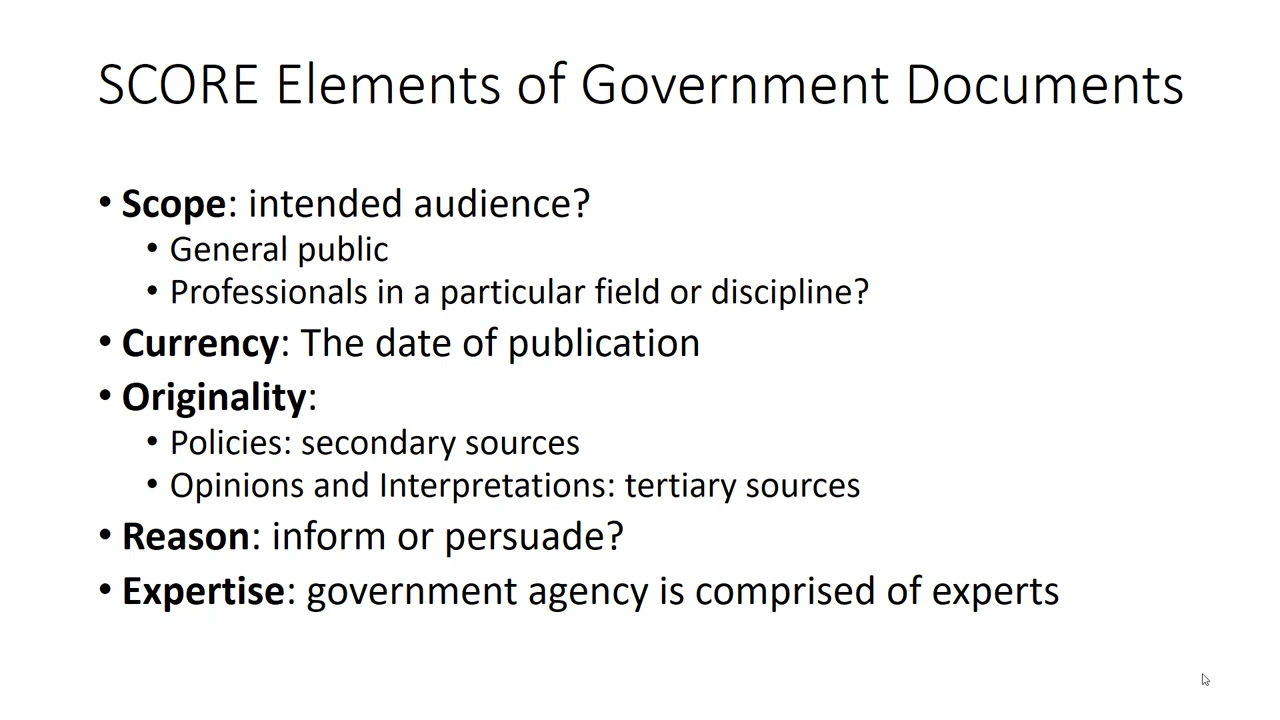 SCORE Elements of Government Documents
• Scope: intended audience?
• General public
• Professionals in a particular field or discipline?
• Currency: The date of publication
• Originality:
• Policies: secondary sources
• Opinions and Interpretations: tertiary sources
• Reason: inform or persuade?
• Expertise: government agency is comprised of experts